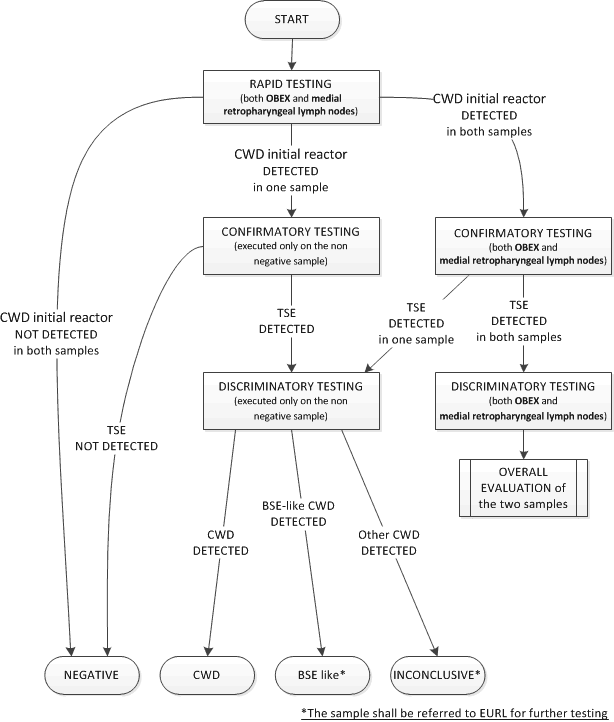 START
RAPID TESTING
(both OBEX and medial
retropharyngeal lymph nodes)
CWD initial reactor
DETECTED
in both samples
CWD initial reactor
DETECTED
in one sample
CONFIRMATORY TESTING
(executed only on the non
negative sample)
CONFIRMATORY TESTING
(both OBEX and
medial retropharyngeal lymph nodes)
CWD initial reactor
NOT DETECTED
in both samples
TSE
DETECTED
TSE
DETECTED
in one sample
TSE
DETECTED
in both samples
DISCRIMINATORY TESTING
(executed only on the non
negative sample)
DISCRIMINATORY TESTING
(both OBEX and
medial retropharyngeal lymph nodes)
TSE
NOT DETECTED
OVERALL
EVALUATION of
the two samples
CWD
DETECTED
BSE-like CWD
DETECTED
Other CWD
DETECTED
NEGATIVE
CWD
BSE like*
INCONCLUSIVE*
*The sample shall be referred to EURL for further testing